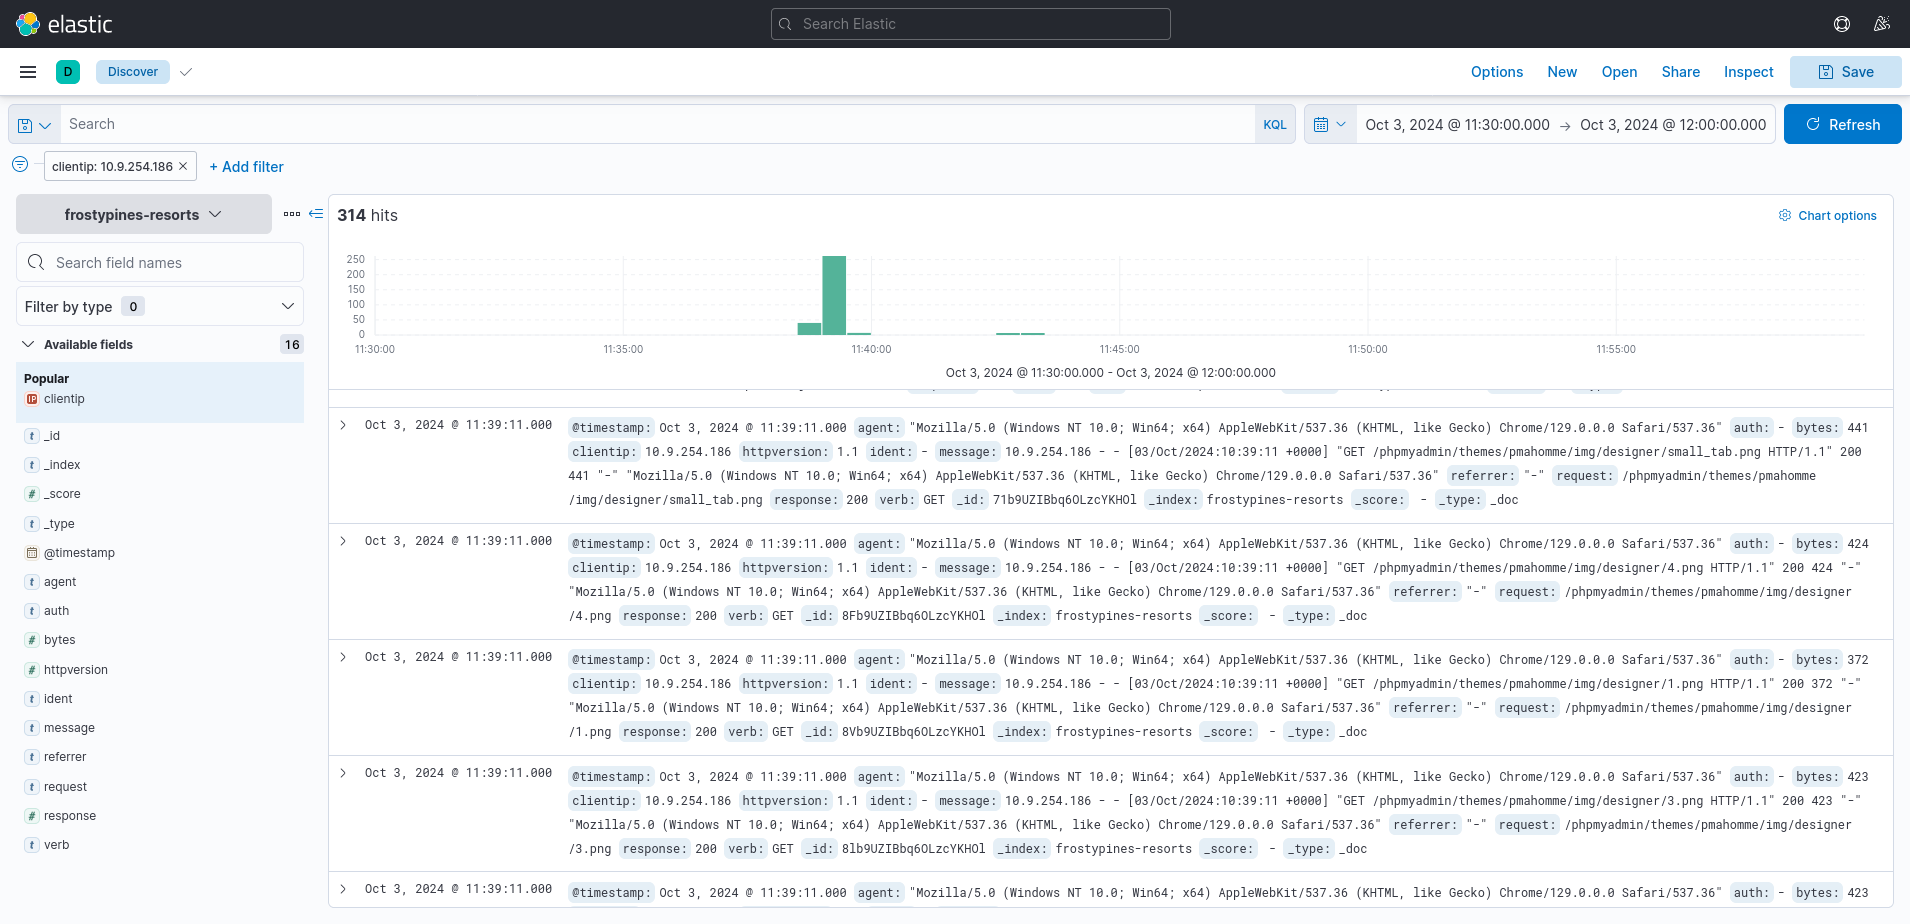 elastic
Search Elastic
D
Discover
Options
New
Open
Share
Inspect
Save
Search
KQL
Oct 3, 2024 @ 11:30:00.000 → Oct 3, 2024 @ 12:00:00.000
Refresh
clientip: 10.9.254.186 ×
+ Add filter
frostypines-resorts
Search field names
Filter by type 0
Available fields 16
Popular
IP clientip
t _id
t _index
# _score
t _type
@timestamp
t agent
t auth
# bytes
# httpversion
t ident
t message
t referrer
t request
# response
t verb
314 hits
Chart options
250
200
150
100
50
0
11:30:00 11:35:00 11:40:00 11:45:00 11:50:00 11:55:00
Oct 3, 2024 @ 11:30:00.000 - Oct 3, 2024 @ 12:00:00.000
Oct 3, 2024 @ 11:39:11.000 @timestamp: Oct 3, 2024 @ 11:39:11.000 agent: "Mozilla/5.0 (Windows NT 10.0; Win64; x64) AppleWebKit/537.36 (KHTML, like Gecko) Chrome/129.0.0.0 Safari/537.36" auth: - bytes: 441
clientip: 10.9.254.186 httpversion: 1.1 ident: - message: 10.9.254.186 - - [03/Oct/2024:10:39:11 +0000] "GET /phpmyadmin/themes/pmahomme/img/designer/small_tab.png HTTP/1.1" 200
441 "-" "Mozilla/5.0 (Windows NT 10.0; Win64; x64) AppleWebKit/537.36 (KHTML, like Gecko) Chrome/129.0.0.0 Safari/537.36" referrer: "-" request: /phpmyadmin/themes/pmahomme
/img/designer/small_tab.png response: 200 verb: GET _id: 71b9UZIBbq6OLzcYKHOl _index: frostypines-resorts _score: - _type: _doc
Oct 3, 2024 @ 11:39:11.000 @timestamp: Oct 3, 2024 @ 11:39:11.000 agent: "Mozilla/5.0 (Windows NT 10.0; Win64; x64) AppleWebKit/537.36 (KHTML, like Gecko) Chrome/129.0.0.0 Safari/537.36" auth: - bytes: 424
clientip: 10.9.254.186 httpversion: 1.1 ident: - message: 10.9.254.186 - - [03/Oct/2024:10:39:11 +0000] "GET /phpmyadmin/themes/pmahomme/img/designer/4.png HTTP/1.1" 200 424 "-"
"Mozilla/5.0 (Windows NT 10.0; Win64; x64) AppleWebKit/537.36 (KHTML, like Gecko) Chrome/129.0.0.0 Safari/537.36" referrer: "-" request: /phpmyadmin/themes/pmahomme/img/designer
/4.png response: 200 verb: GET _id: 8Fb9UZIBbq6OLzcYKHOl _index: frostypines-resorts _score: - _type: _doc
Oct 3, 2024 @ 11:39:11.000 @timestamp: Oct 3, 2024 @ 11:39:11.000 agent: "Mozilla/5.0 (Windows NT 10.0; Win64; x64) AppleWebKit/537.36 (KHTML, like Gecko) Chrome/129.0.0.0 Safari/537.36" auth: - bytes: 372
clientip: 10.9.254.186 httpversion: 1.1 ident: - message: 10.9.254.186 - - [03/Oct/2024:10:39:11 +0000] "GET /phpmyadmin/themes/pmahomme/img/designer/1.png HTTP/1.1" 200 372 "-"
"Mozilla/5.0 (Windows NT 10.0; Win64; x64) AppleWebKit/537.36 (KHTML, like Gecko) Chrome/129.0.0.0 Safari/537.36" referrer: "-" request: /phpmyadmin/themes/pmahomme/img/designer
/1.png response: 200 verb: GET _id: 8Vb9UZIBbq6OLzcYKHOl _index: frostypines-resorts _score: - _type: _doc
Oct 3, 2024 @ 11:39:11.000 @timestamp: Oct 3, 2024 @ 11:39:11.000 agent: "Mozilla/5.0 (Windows NT 10.0; Win64; x64) AppleWebKit/537.36 (KHTML, like Gecko) Chrome/129.0.0.0 Safari/537.36" auth: - bytes: 423
clientip: 10.9.254.186 httpversion: 1.1 ident: - message: 10.9.254.186 - - [03/Oct/2024:10:39:11 +0000] "GET /phpmyadmin/themes/pmahomme/img/designer/3.png HTTP/1.1" 200 423 "-"
"Mozilla/5.0 (Windows NT 10.0; Win64; x64) AppleWebKit/537.36 (KHTML, like Gecko) Chrome/129.0.0.0 Safari/537.36" referrer: "-" request: /phpmyadmin/themes/pmahomme/img/designer
/3.png response: 200 verb: GET _id: 8lb9UZIBbq6OLzcYKHOl _index: frostypines-resorts _score: - _type: _doc
Oct 3, 2024 @ 11:39:11.000 @timestamp: Oct 3, 2024 @ 11:39:11.000 agent: "Mozilla/5.0 (Windows NT 10.0; Win64; x64) AppleWebKit/537.36 (KHTML, like Gecko) Chrome/129.0.0.0 Safari/537.36" auth: - bytes: 423